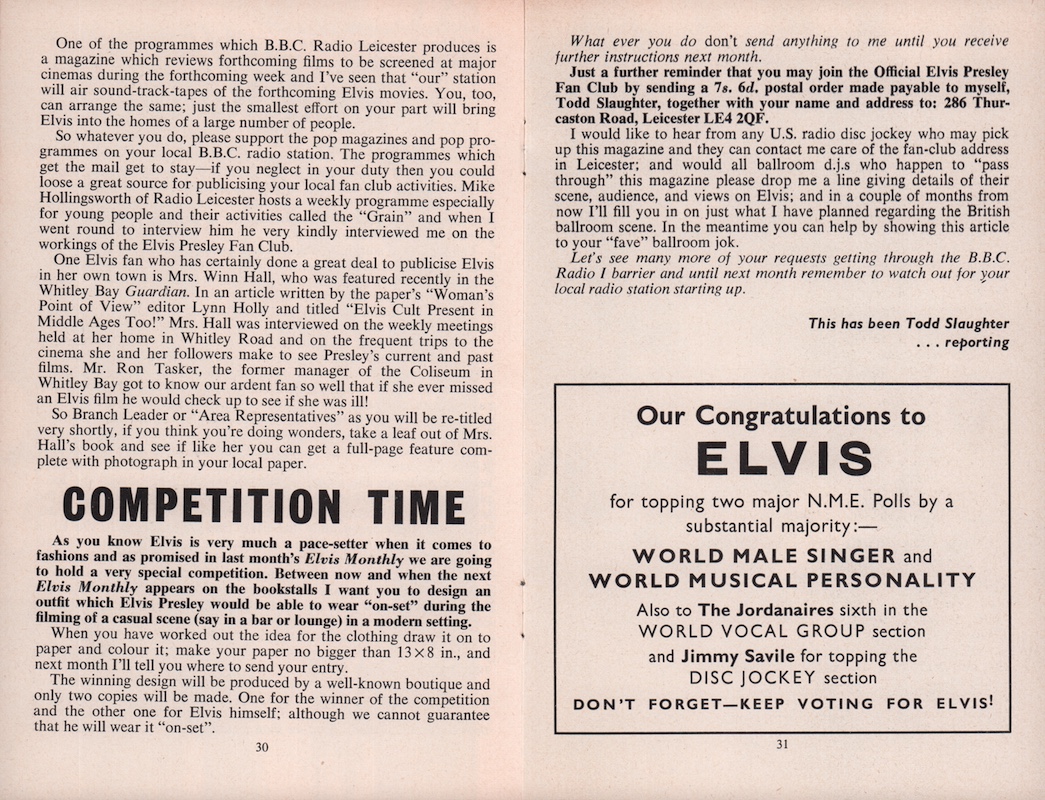 One of the programmes which B.B.C. Radio Leicester produces is
a magazine which reviews forthcoming films to be screened at major
cinemas during the forthcoming week and I've seen that "our" station
will air sound-track-tapes of the forthcoming Elvis movies. You, too,
can arrange the same; just the smallest effort on your part will bring
Elvis into the homes of a large number of people.
So whatever you do, please support the pop magazines and pop pro-
grammes on your local B.B.C. radio station. The programmes which
get the mail get to stay—if you neglect in your duty then you could
loose a great source for publicising your local fan club activities. Mike
Hollingsworth of Radio Leicester hosts a weekly programme especially
for young people and their activities called the "Grain" and when I
went round to interview him he very kindly interviewed me on the
workings of the Elvis Presley Fan Club.
One Elvis fan who has certainly done a great deal to publicise Elvis
in her own town is Mrs. Winn Hall, who was featured recently in the
Whitley Bay Guardian. In an article written by the paper's "Woman's
Point of View" editor Lynn Holly and titled "Elvis Cult Present in
Middle Ages Too!" Mrs. Hall was interviewed on the weekly meetings
held at her home in Whitley Road and on the frequent trips to the
cinema she and her followers make to see Presley's current and past
films. Mr. Ron Tasker, the former manager of the Coliseum in
Whitley Bay got to know our ardent fan so well that if she ever missed
an Elvis film he would check up to see if she was ill!
So Branch Leader or "Area Representatives" as you will be re-titled
very shortly, if you think you're doing wonders, take a leaf out of Mrs.
Hall's book and see if like her you can get a full-page feature com-
plete with photograph in your local paper.
COMPETITION TIME
As you know Elvis is very much a pace-setter when it comes to
fashions and as promised in last month's Elvis Monthly we are going
to hold a very special competition. Between now and when the next
Elvis Monthly appears on the bookstalls I want you to design an
outfit which Elvis Presley would be able to wear "on-set" during the
filming of a casual scene (say in a bar or lounge) in a modern setting.
When you have worked out the idea for the clothing draw it on to
paper and colour it; make your paper no bigger than 13×8 in., and
next month I'll tell you where to send your entry.
The winning design will be produced by a well-known boutique and
only two copies will be made. One for the winner of the competition
and the other one for Elvis himself; although we cannot guarantee
that he will wear it "on-set".
30
What ever you do don't send anything to me until you receive
further instructions next month.
Just a further reminder that you may join the Official Elvis Presley
Fan Club by sending a 7s. 6d. postal order made payable to myself,
Todd Slaughter, together with your name and address to: 286 Thur-
caston Road, Leicester LE4 2QF.
I would like to hear from any U.S. radio disc jockey who may pick
up this magazine and they can contact me care of the fan-club address
in Leicester; and would all ballroom d.j.s who happen to "pass
through" this magazine please drop me a line giving details of their
scene, audience, and views on Elvis; and in a couple of months from
now I'll fill you in on just what I have planned regarding the British
ballroom scene. In the meantime you can help by showing this article
to your "fave" ballroom jok.
Let's see many more of your requests getting through the B.B.C.
Radio I barrier and until next month remember to watch out for your
local radio station starting up.
This has been Todd Slaughter
. . . reporting
Our Congratulations to
ELVIS
for topping two major N.M.E. Polls by a
substantial majority:—
WORLD MALE SINGER and
WORLD MUSICAL PERSONALITY
Also to The Jordanaires sixth in the
WORLD VOCAL GROUP section
and Jimmy Savile for topping the
DISC JOCKEY section
DON'T FORGET—KEEP VOTING FOR ELVIS!
31